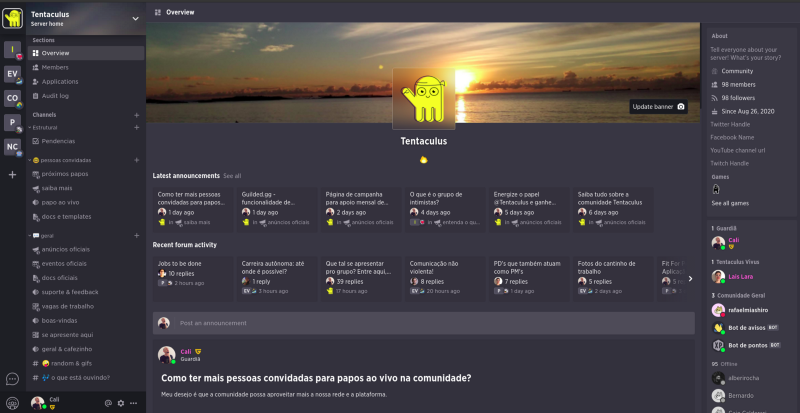 Tentaculus
Server home
I
EV
CO
P
NC
Sections
Overview
Members
Applications
Audit log
Channels
Estrutural
Pendencias
pessoas convidadas
próximos papos
saiba mais
papo ao vivo
docs e templates
geral
anúncios oficiais
eventos oficiais
docs oficiais
suporte & feedback
vagas de trabalho
boas-vindas
se apresente aqui
geral & cafezinho
# random & gifs
# o que está ouvindo?
Cali
Overview
Update banner
Tentaculus
Latest announcements See all
Como ter mais pessoas convidadas para papos...
1 day ago
in saiba mais
Guilded.gg - funcionalidade de...
1 day ago
in anúncios oficiais
Página de campanha para apoio mensal de...
2 days ago
in anúncios oficiais
O que é o grupo de intimistas?
4 days ago
in entenda o qu...
Energize o papel @Tentaculus e ganhe...
5 days ago
in anúncios oficiais
Saiba tudo sobre a comunidade Tentaculus
6 days ago
in anúncios oficiais
Recent forum activity
Jobs to be done
10 replies
P 2 hours ago
Carreira autônoma: até onde é possível?
1 reply
EV 3 hours ago
Que tal se apresentar pro grupo? Entre aqui,...
39 replies
17 hours ago
Comunicação não violenta!
8 replies
EV 20 hours ago
PD's que também atuam como PM's
7 replies
P 1 day ago
Fotos do cantinho de trabalho
5 replies
EV 2 days ago
Fit For
Aplicaç
P
Post an announcement
Cali
Guardiã
Como ter mais pessoas convidadas para papos ao vivo na comunidade?
Meu desejo é que a comunidade possa aproveitar mais a nossa rede e a plataforma.
About
Tell everyone about your
server! What's your story?
Community
98 members
98 followers
Since Aug 26, 2020
Twitter Handle
Facebook Name
YouTube channel url
Twitch Handle
Games
See all games
1 Guardiã
Cali
1 Tentaculus Vivus
Lais Lara
3 Comunidade Geral
rafaelmiashiro
Bot de avisos BOT
Bot de pontos BOT
95 Offline
alberirocha
Bernardo